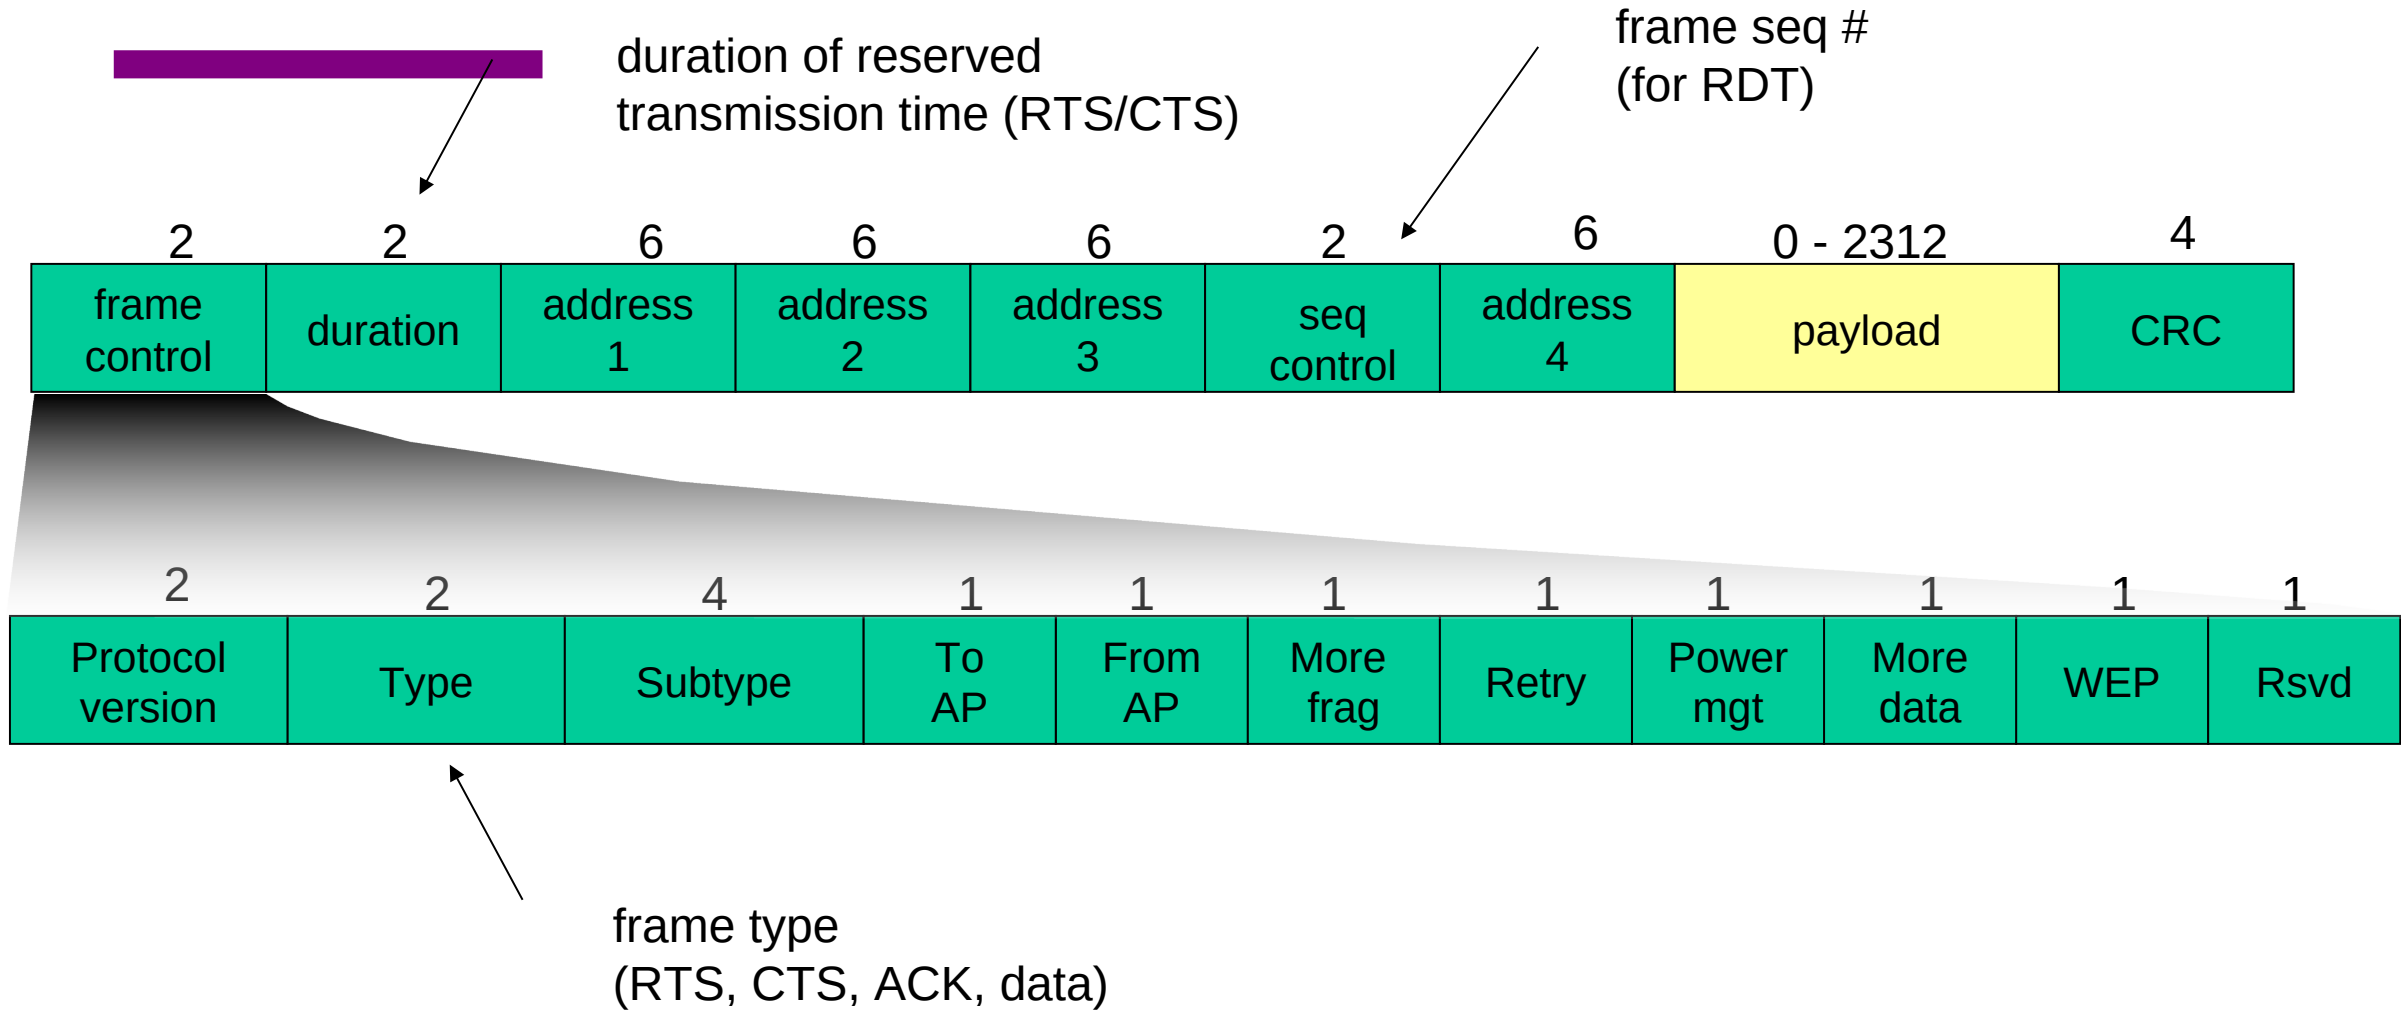 duration of reserved
transmission time (RTS/CTS)
frame seq #
(for RDT)
2 2 6 6 6 2 6 0 - 2312 4
frame
control
duration
address
1
address
2
address
3
seq
control
address
4
payload
CRC
2 2 4 1 1 1 1 1 1 1 1
Protocol
version
Type
Subtype
To
AP
From
AP
More
frag
Retry
Power
mgt
More
data
WEP
Rsvd
frame type
(RTS, CTS, ACK, data)